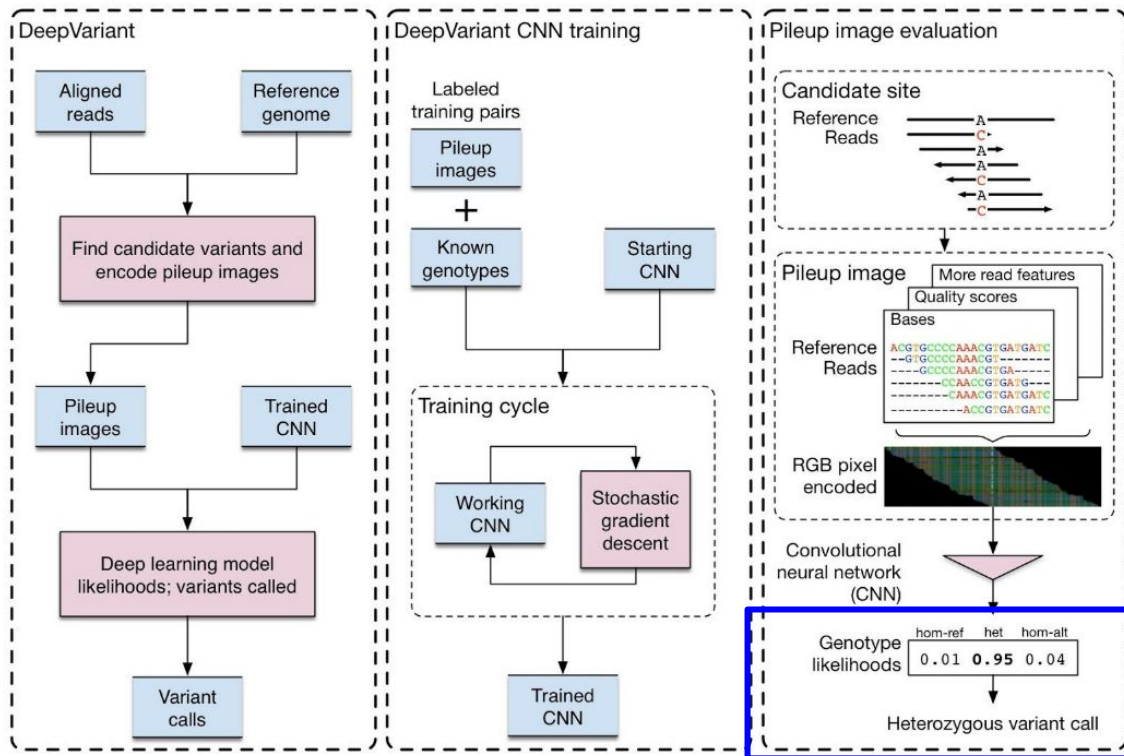 DeepVariant
Aligned
reads
Reference
genome
Find candidate variants and
encode pileup images
Pileup
images
Trained
CNN
Deep learning model
likelihoods; variants called
Variant
calls
DeepVariant CNN training
Labeled
training pairs
Pileup
images
+
Known
genotypes
Starting
CNN
Training cycle
Working
CNN
Stochastic
gradient
descent
Trained
CNN
Pileup image evaluation
Candidate site
Reference
Reads
A
C
A
A
C
A
C
Pileup image
More read features
Quality scores
Bases
Reference
Reads
ACGTGCCCCAAACGTGATGATC
--GTGCCCCAAACGT-------
----GCCCCAAACGTGA-----
-------CCAACCGTGATG---
--------CAAACGTGATGATC
----------ACCGTGATGATC
RGB pixel
encoded
Convolutional
neural network
(CNN)
Genotype
likelihoods
hom-ref het hom-alt
0.01 0.95 0.04
Heterozygous variant call